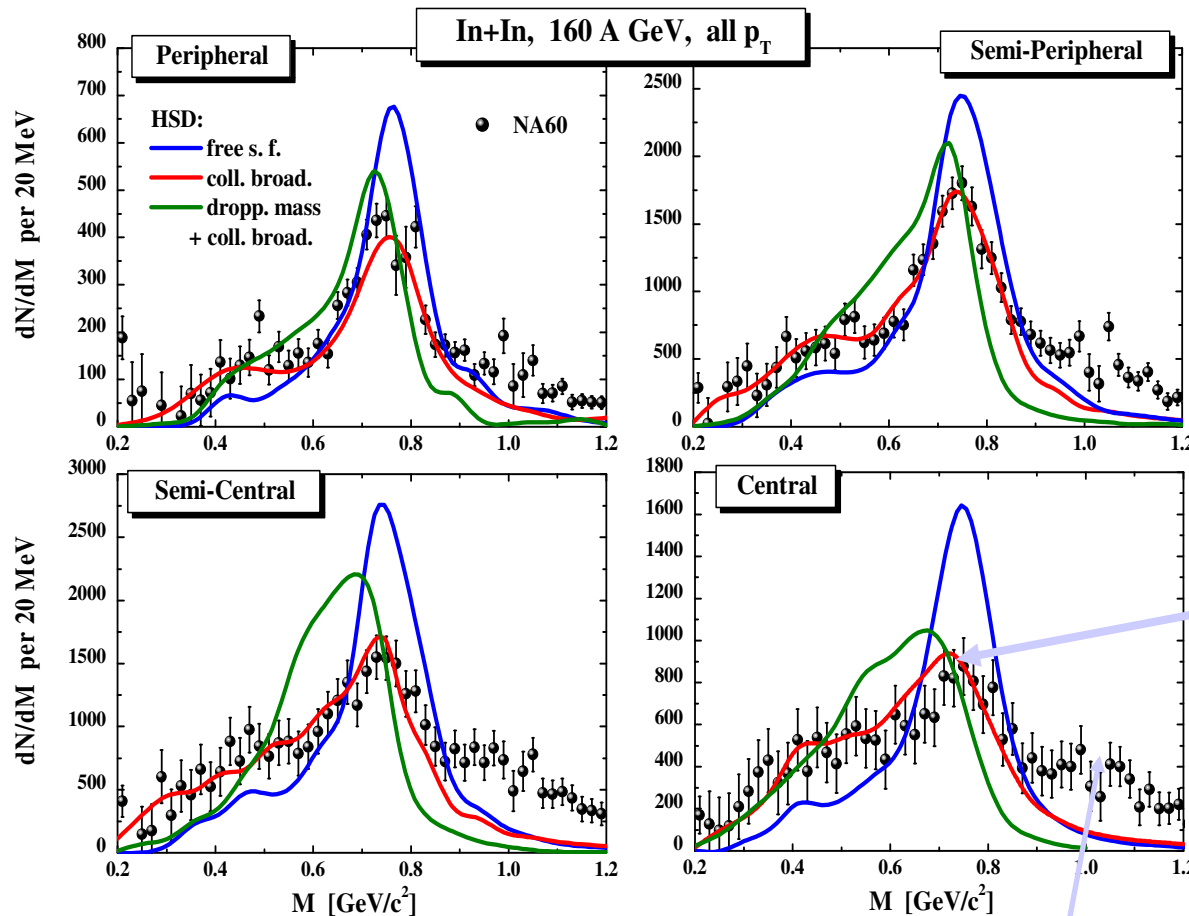 In+In, 160 A GeV, all p_T
Peripheral
800
700
600
500
400
300
200
100
0
dN/dM per 20 MeV
HSD:
free s. f.
coll. broad.
dropp. mass
+ coll. broad.
NA60
0.2 0.4 0.6 0.8 1.0 1.2
Semi-Peripheral
2500
2000
1500
1000
500
0
0.2 0.4 0.6 0.8 1.0 1.2
Semi-Central
3000
2500
2000
1500
1000
500
0
dN/dM per 20 MeV
0.2 0.4 0.6 0.8 1.0 1.2
M [GeV/c²]
Central
1800
1600
1400
1200
1000
800
600
400
200
0
0.2 0.4 0.6 0.8 1.0 1.2
M [GeV/c²]